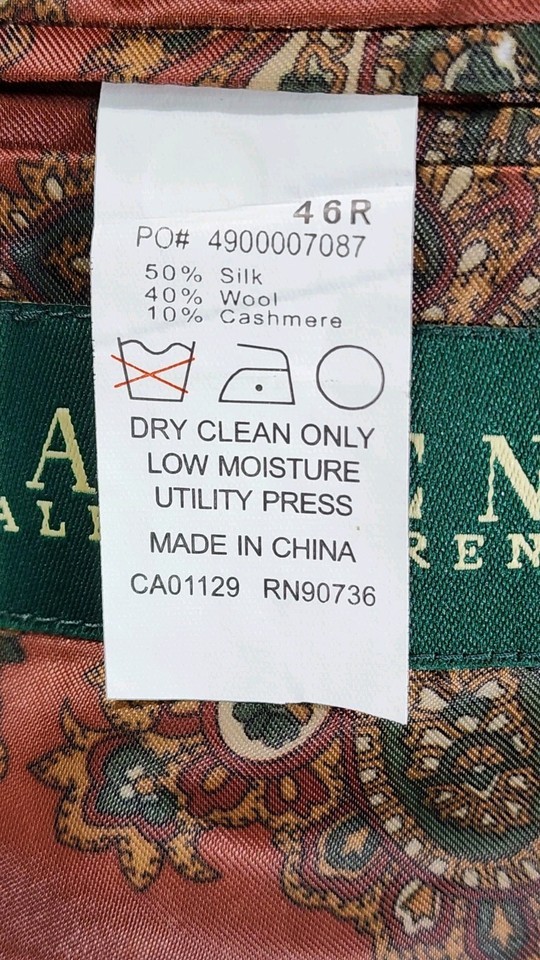 46R
PO# 4900007087
50% Silk
40% Wool
10% Cashmere
DRY CLEAN ONLY
LOW MOISTURE
UTILITY PRESS
MADE IN CHINA
CA01129 RN90736